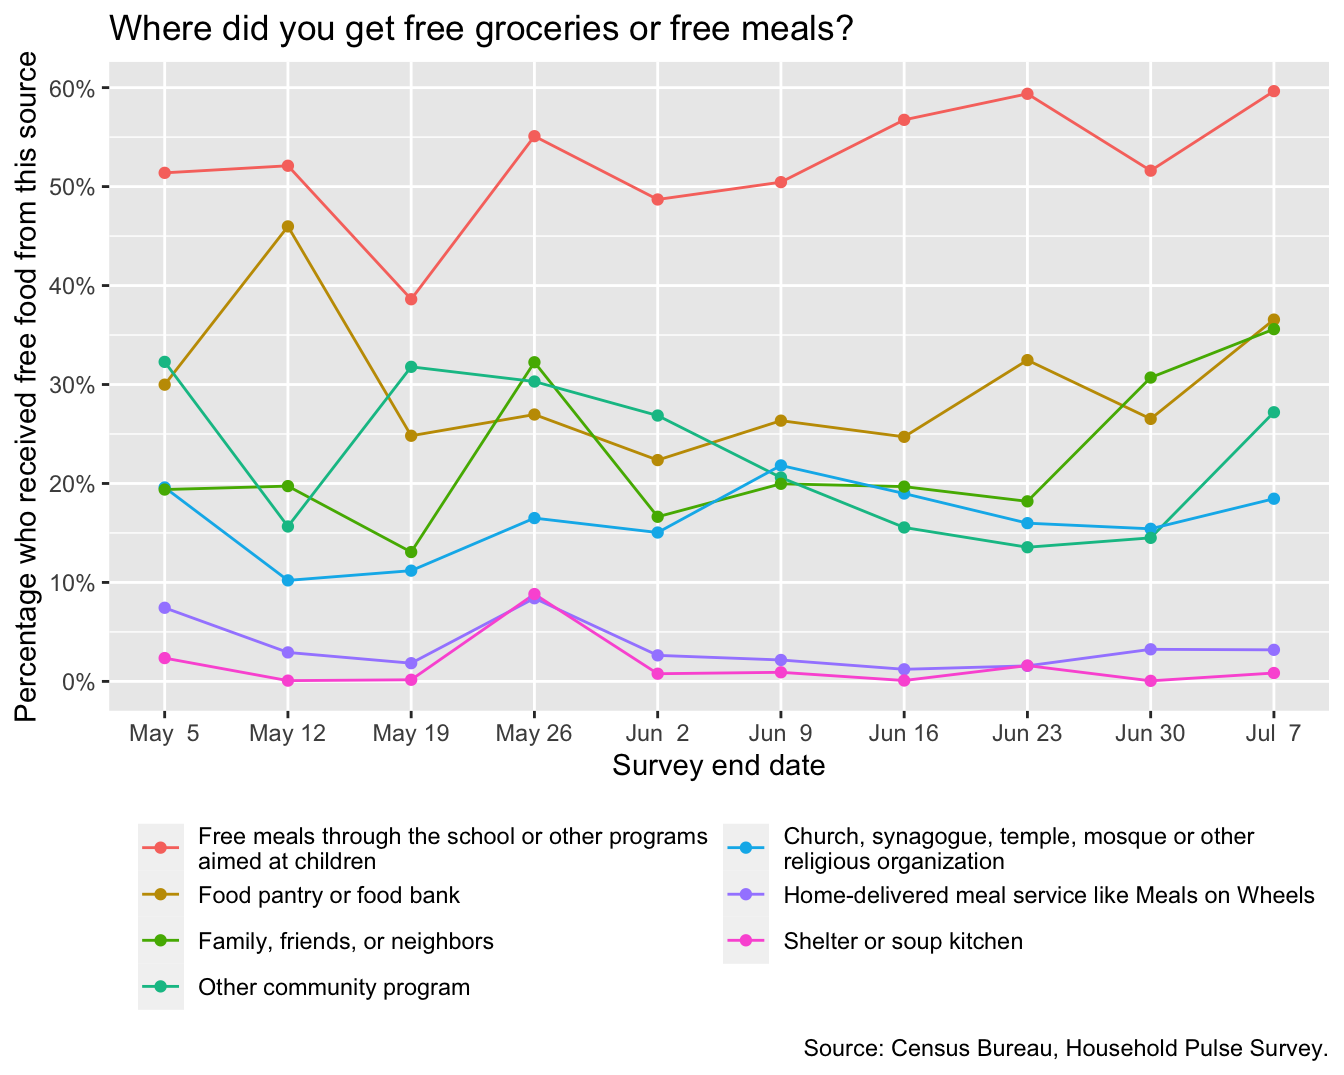 Where did you get free groceries or free meals?
Percentage who received free food from this source
60%
50%
40%
30%
20%
10%
0%
May  5
May 12
May 19
May 26
Jun  2
Jun  9
Jun 16
Jun 23
Jun 30
Jul  7
Survey end date
Free meals through the school or other programs
aimed at children
Food pantry or food bank
Family, friends, or neighbors
Other community program
Church, synagogue, temple, mosque or other
religious organization
Home-delivered meal service like Meals on Wheels
Shelter or soup kitchen
Source: Census Bureau, Household Pulse Survey.